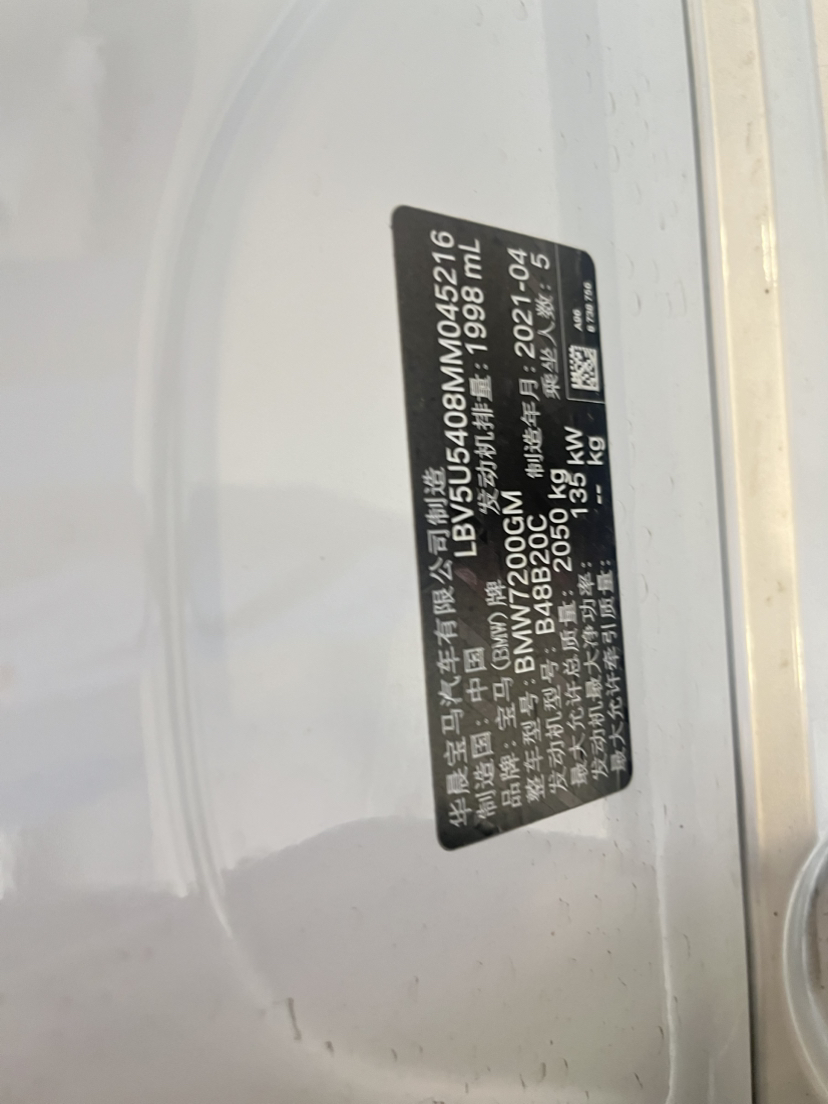 华晨宝马汽车有限公司制造
制造国：中国 LBV5U5408MM045216
品牌：宝马(BMW)牌 发动机排量：1998 mL
整车型号：BMW7200GM 制造年月：2021-04
发动机型号：B48B20C 乘坐人数：5
最大允许总质量：2050 kg
发动机最大净功率：135 kW
最大允许牵引质量：-- kg
A96
8 738 756